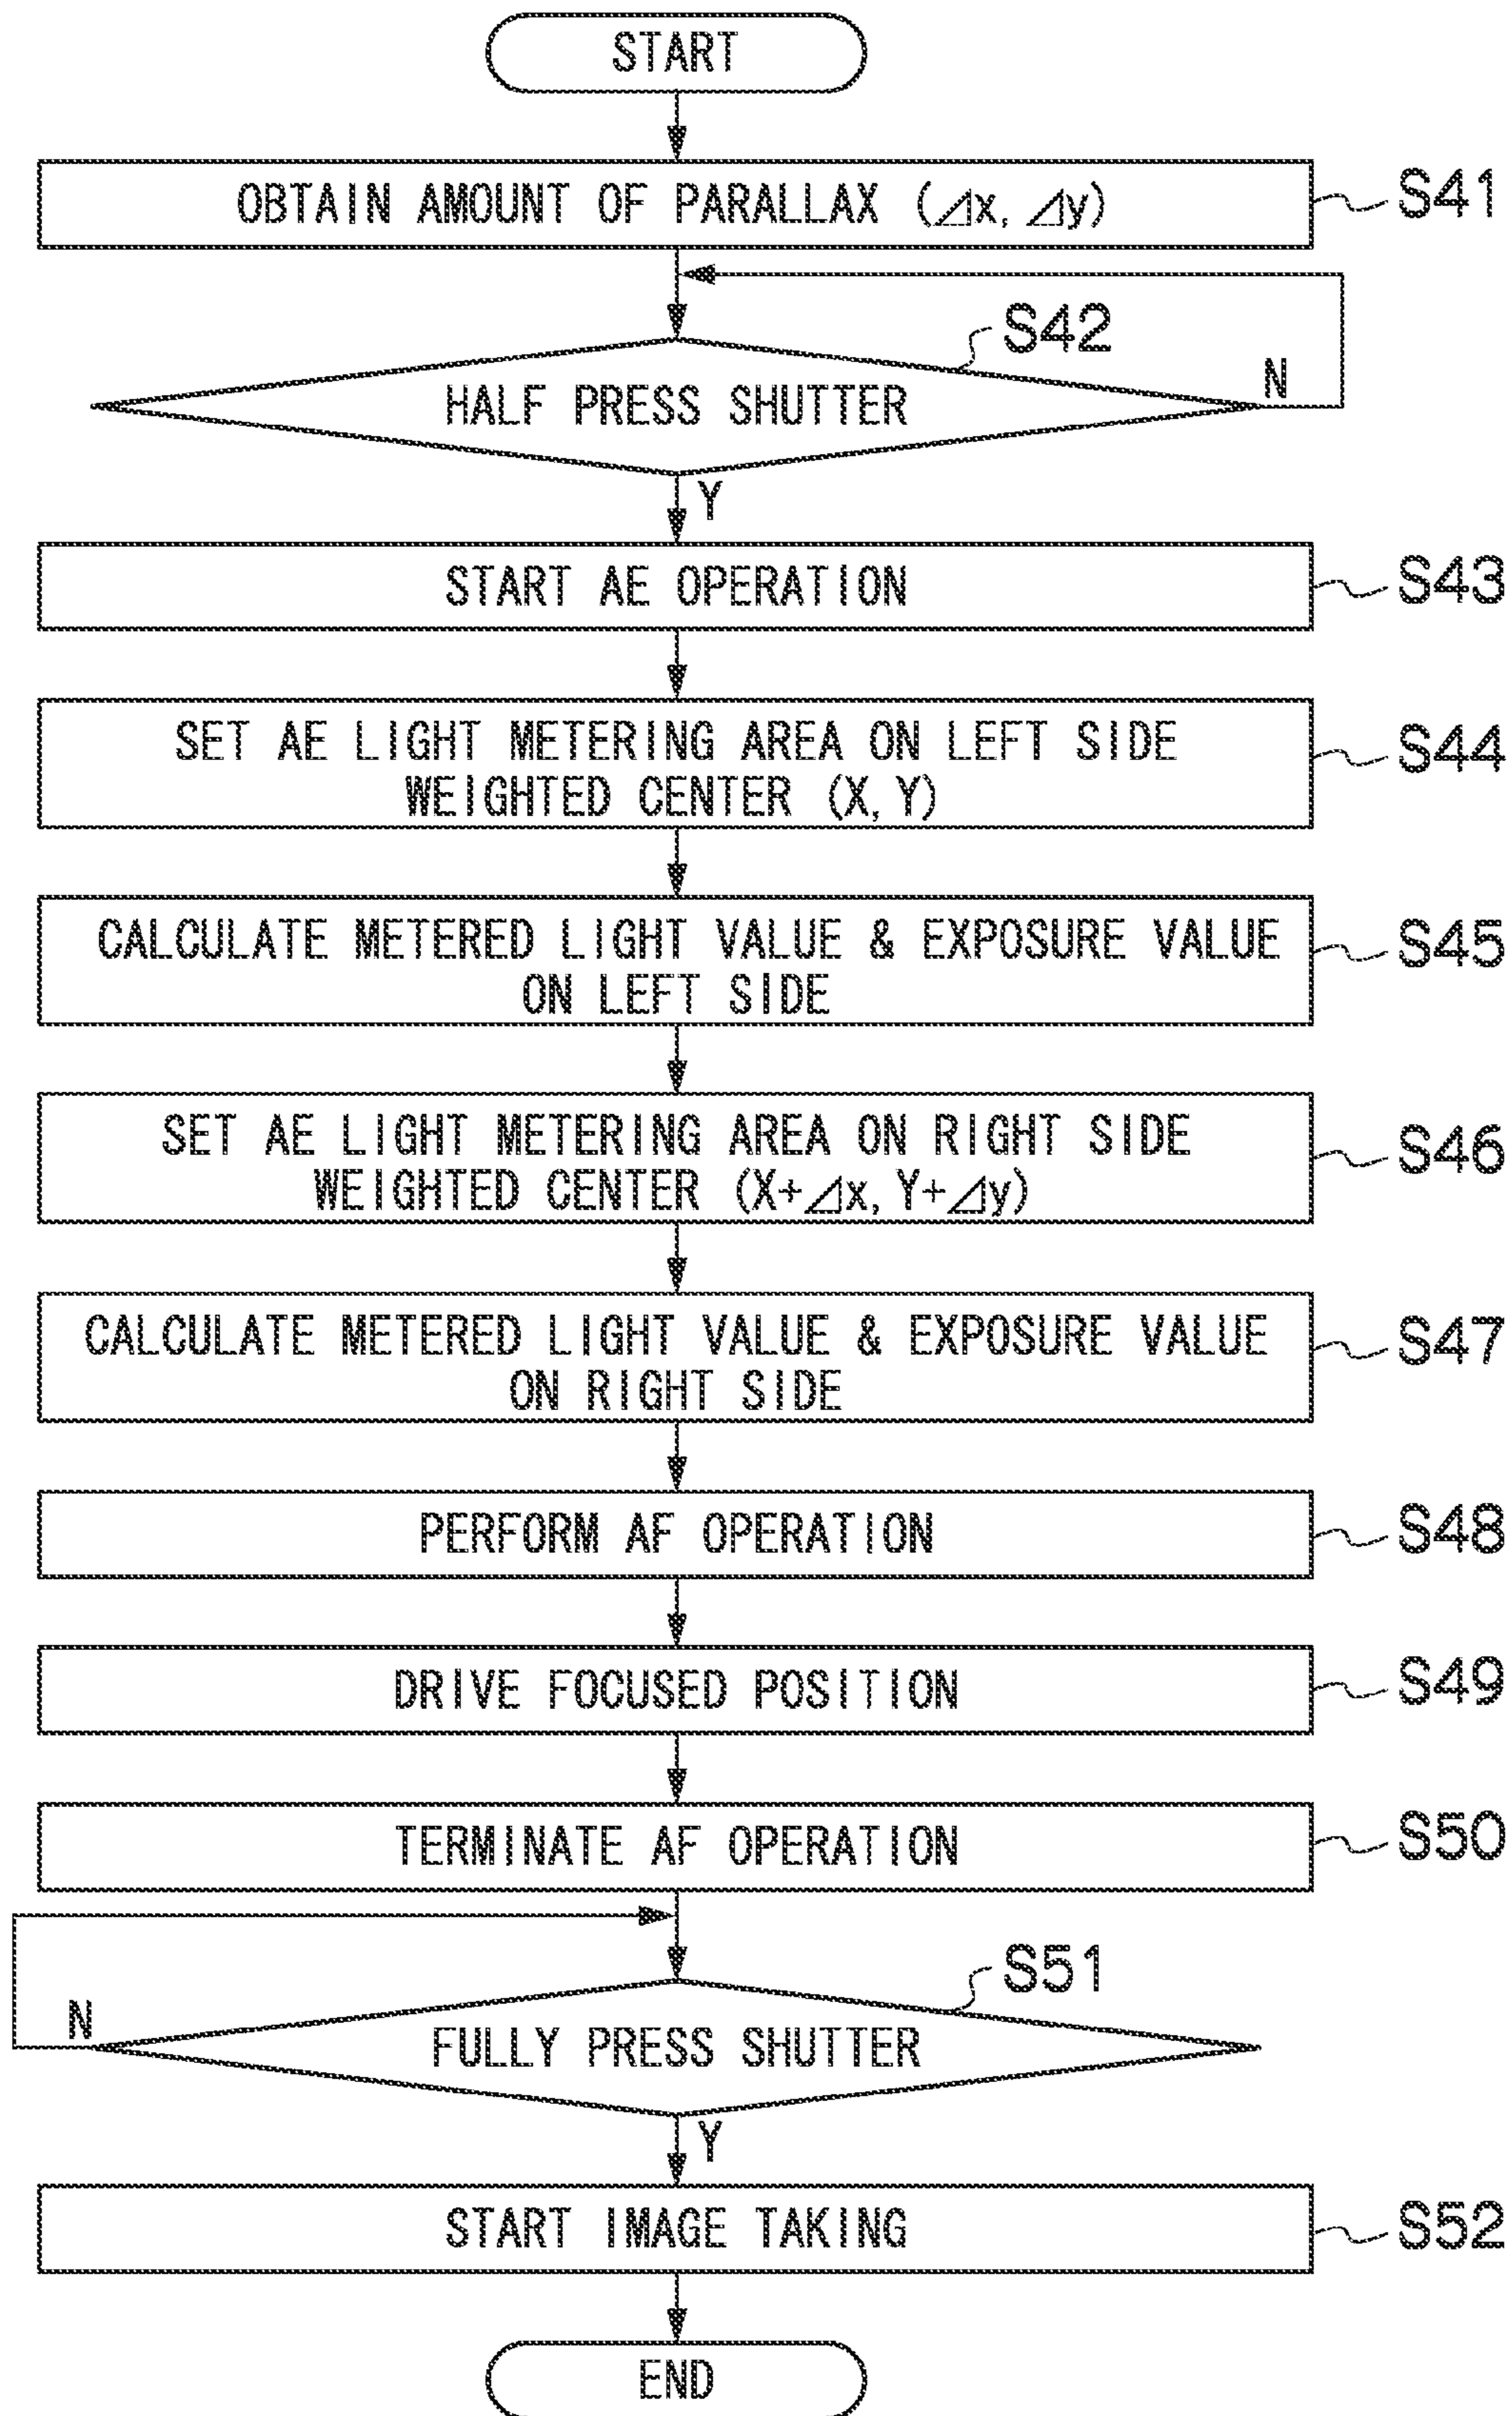 START
OBTAIN AMOUNT OF PARALLAX (⊿x, ⊿y)
S41
S42
HALF PRESS SHUTTER
N
Y
START AE OPERATION
S43
SET AE LIGHT METERING AREA ON LEFT SIDE
WEIGHTED CENTER (X, Y)
S44
CALCULATE METERED LIGHT VALUE & EXPOSURE VALUE
ON LEFT SIDE
S45
SET AE LIGHT METERING AREA ON RIGHT SIDE
WEIGHTED CENTER (X+⊿x, Y+⊿y)
S46
CALCULATE METERED LIGHT VALUE & EXPOSURE VALUE
ON RIGHT SIDE
S47
PERFORM AF OPERATION
S48
DRIVE FOCUSED POSITION
S49
TERMINATE AF OPERATION
S50
S51
N
FULLY PRESS SHUTTER
Y
START IMAGE TAKING
S52
END